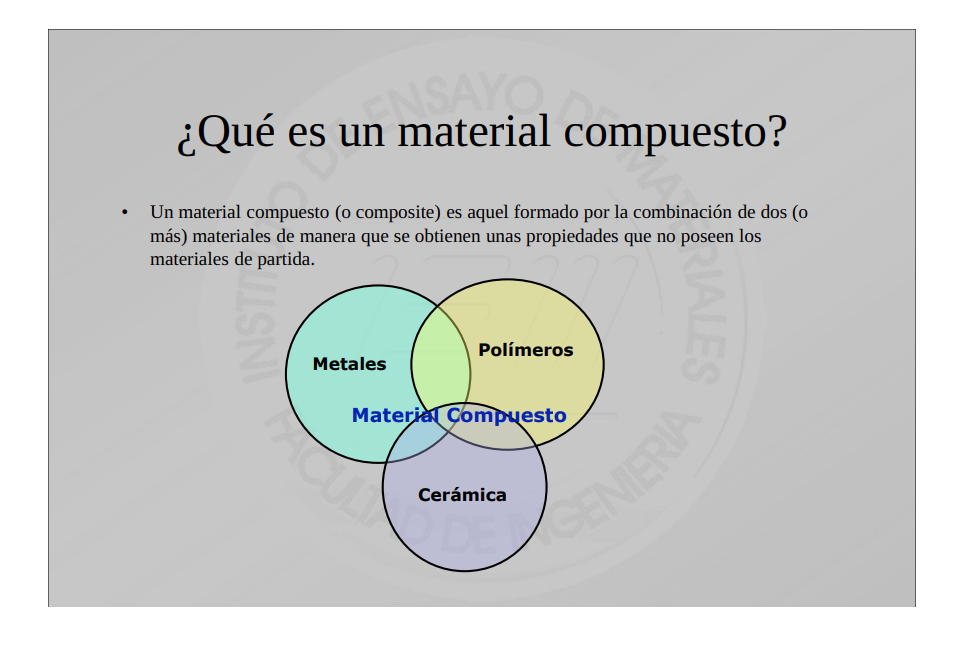 ¿Qué es un material compuesto?
• Un material compuesto (o composite) es aquel formado por la combinación de dos (o
más) materiales de manera que se obtienen unas propiedades que no poseen los
materiales de partida.
Polímeros
Metales
Material Compuesto
Cerámica
INSTITUTO DE ENSAYO DE MATERIALES
FACULTAD DE INGENIERIA